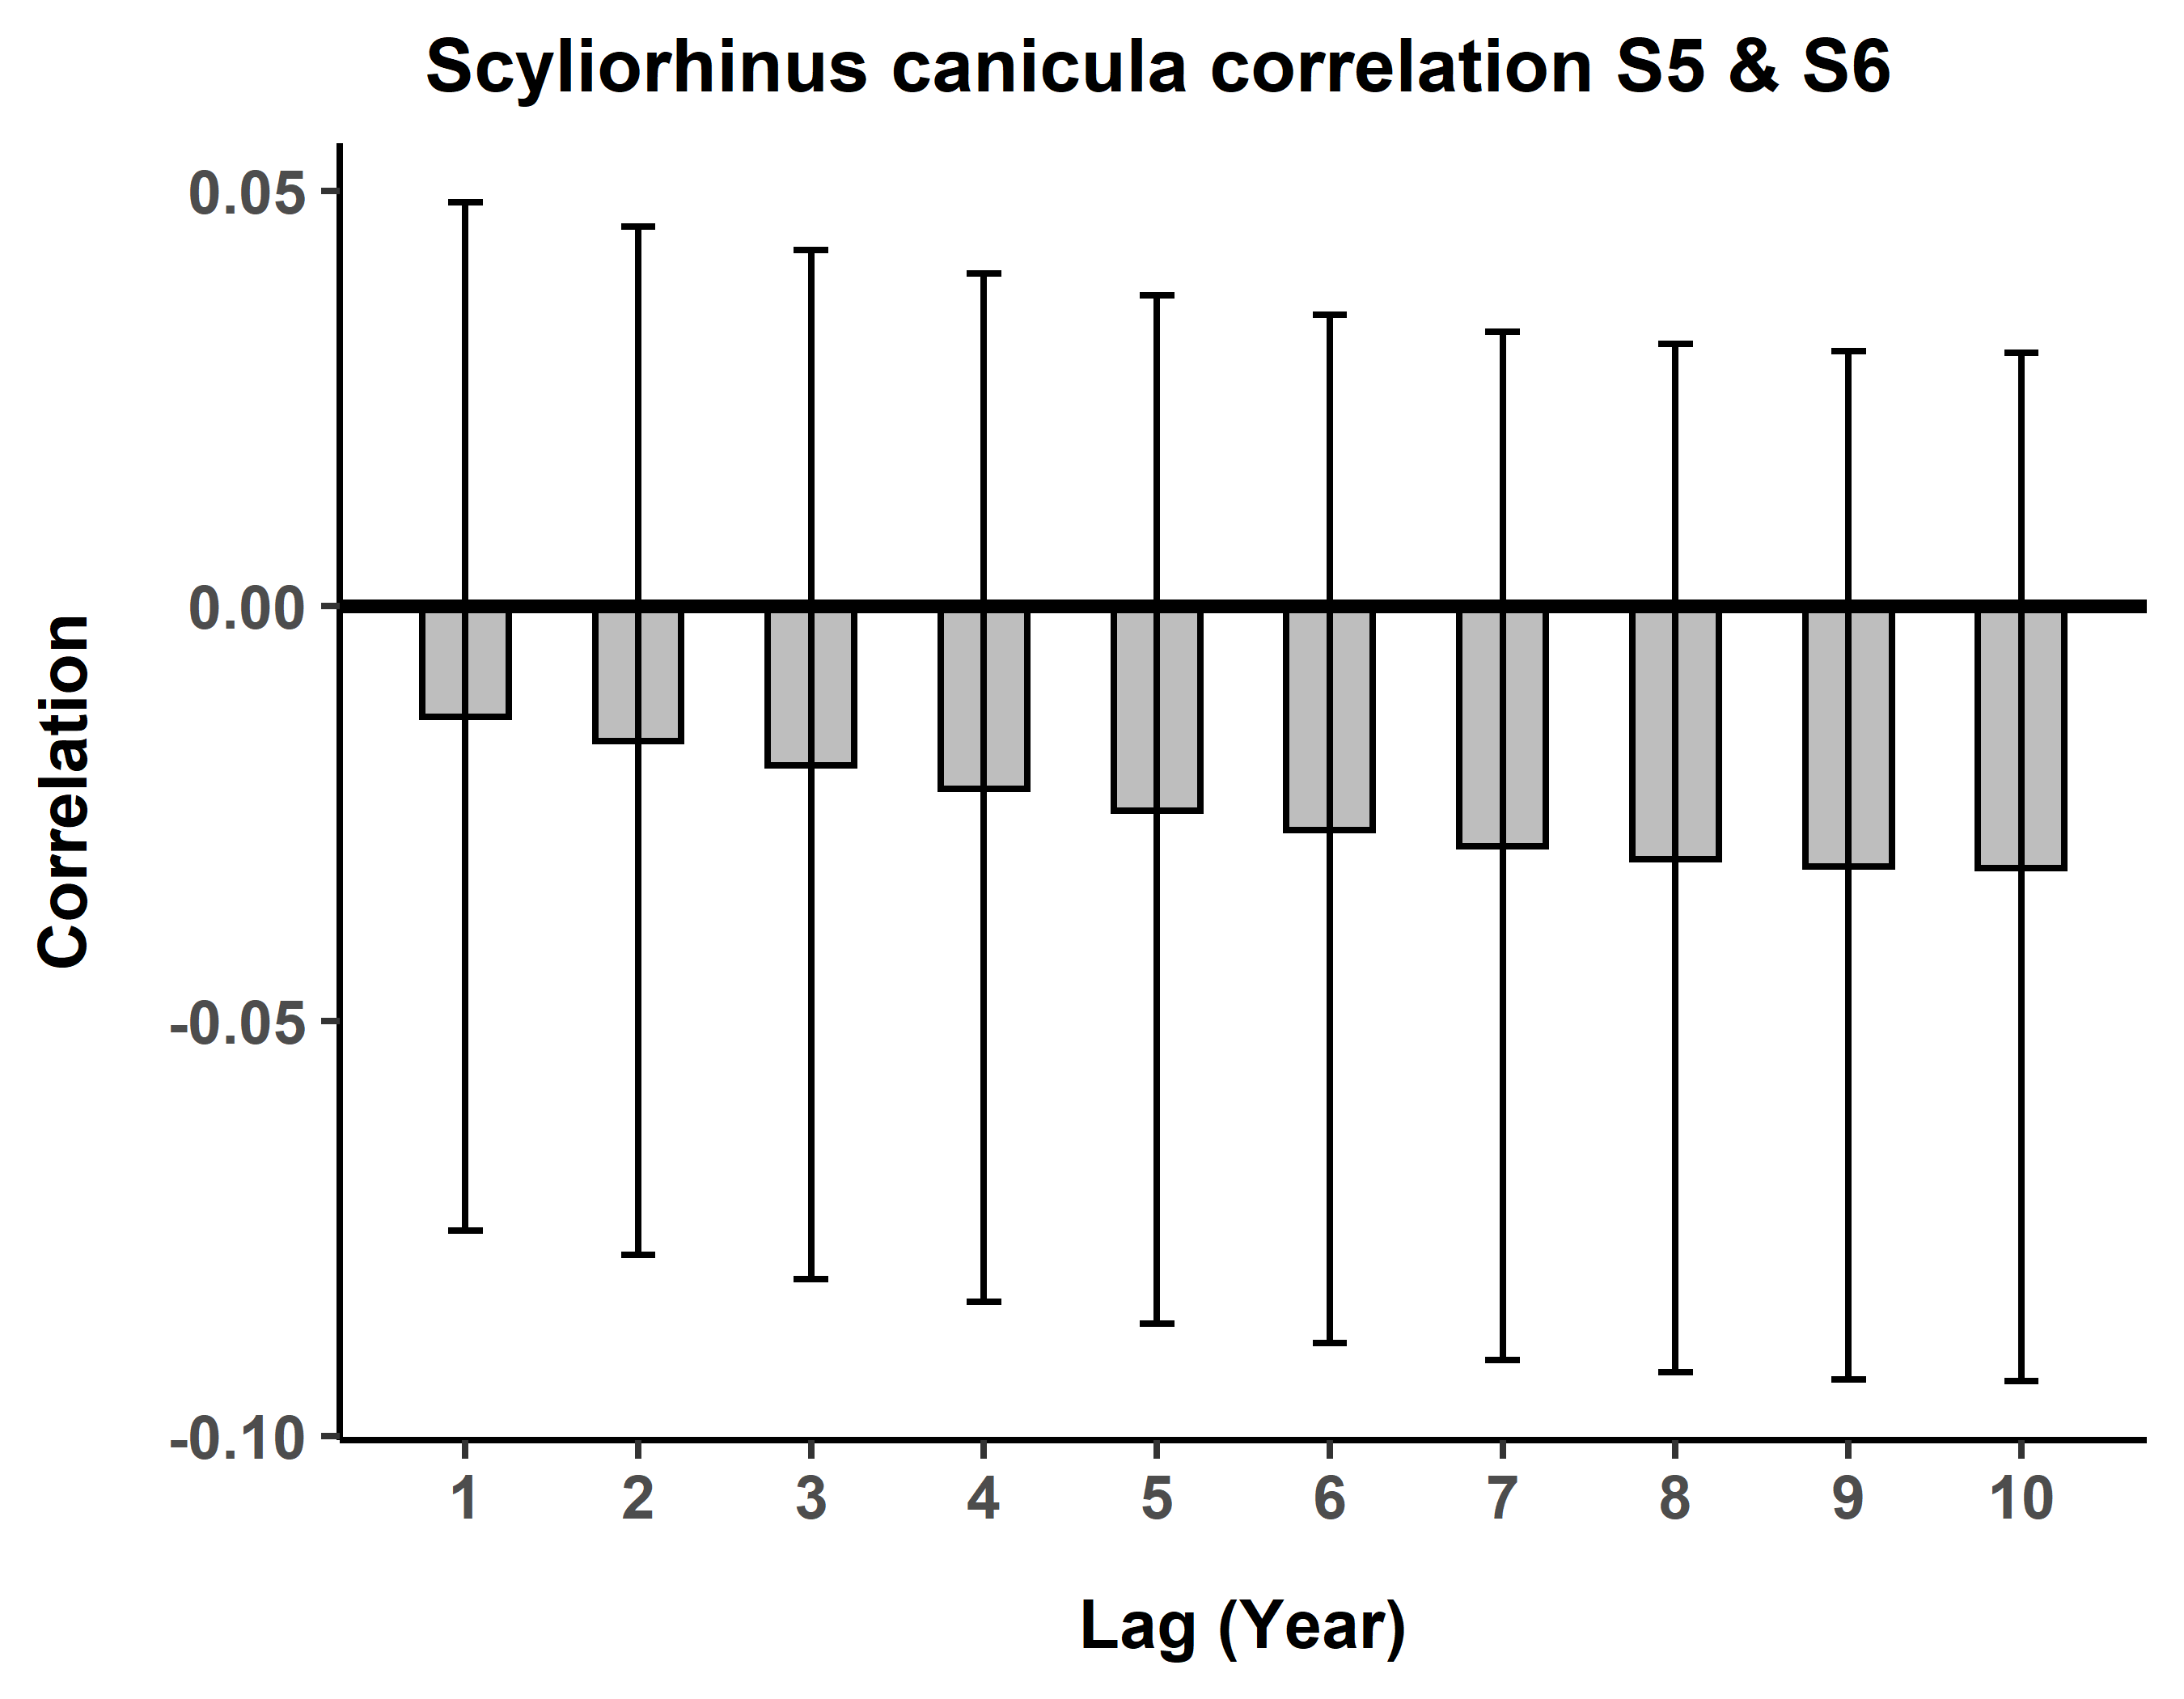 Scyliorhinus canicula correlation S5 & S6
0.05
0.00
-0.05
-0.10
Correlation
1 2 3 4 5 6 7 8 9 10
Lag (Year)